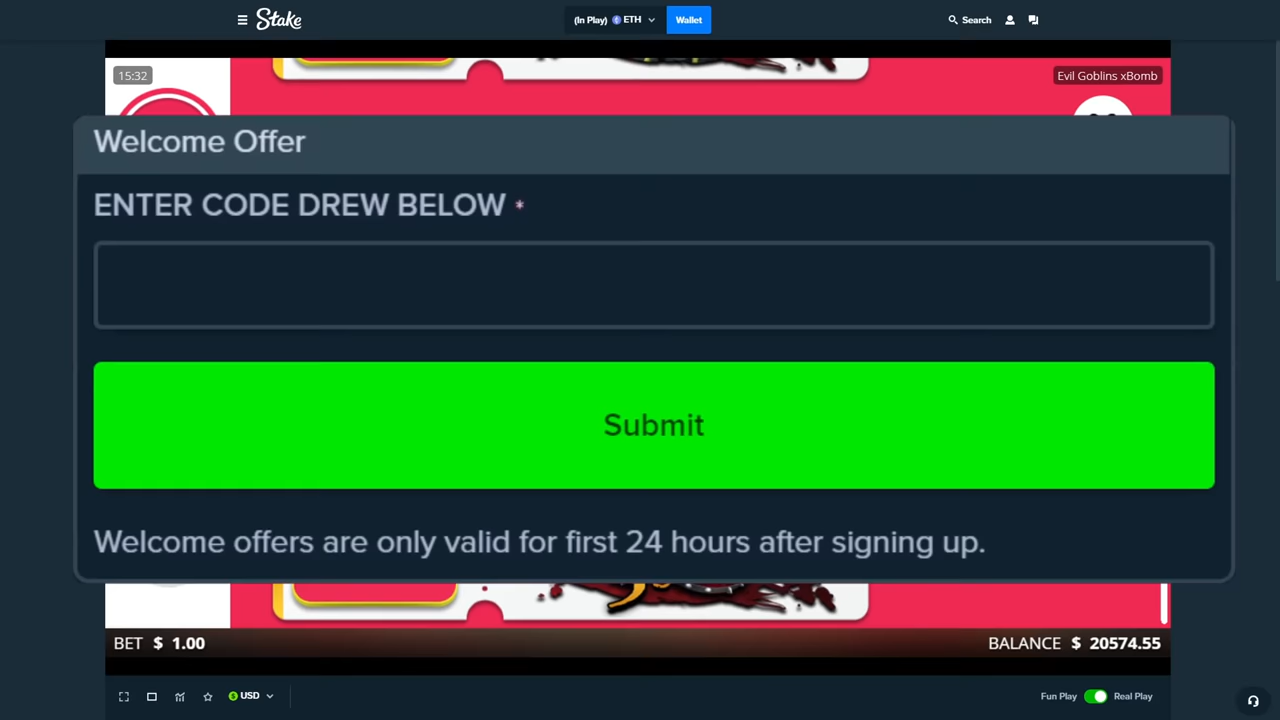 Stake
(In Play) ETH
Wallet
Search
15:32
Evil Goblins xBomb
Welcome Offer
ENTER CODE DREW BELOW *
Submit
Welcome offers are only valid for first 24 hours after signing up.
BET $ 1.00
BALANCE $ 20574.55
$ USD
Fun Play
Real Play